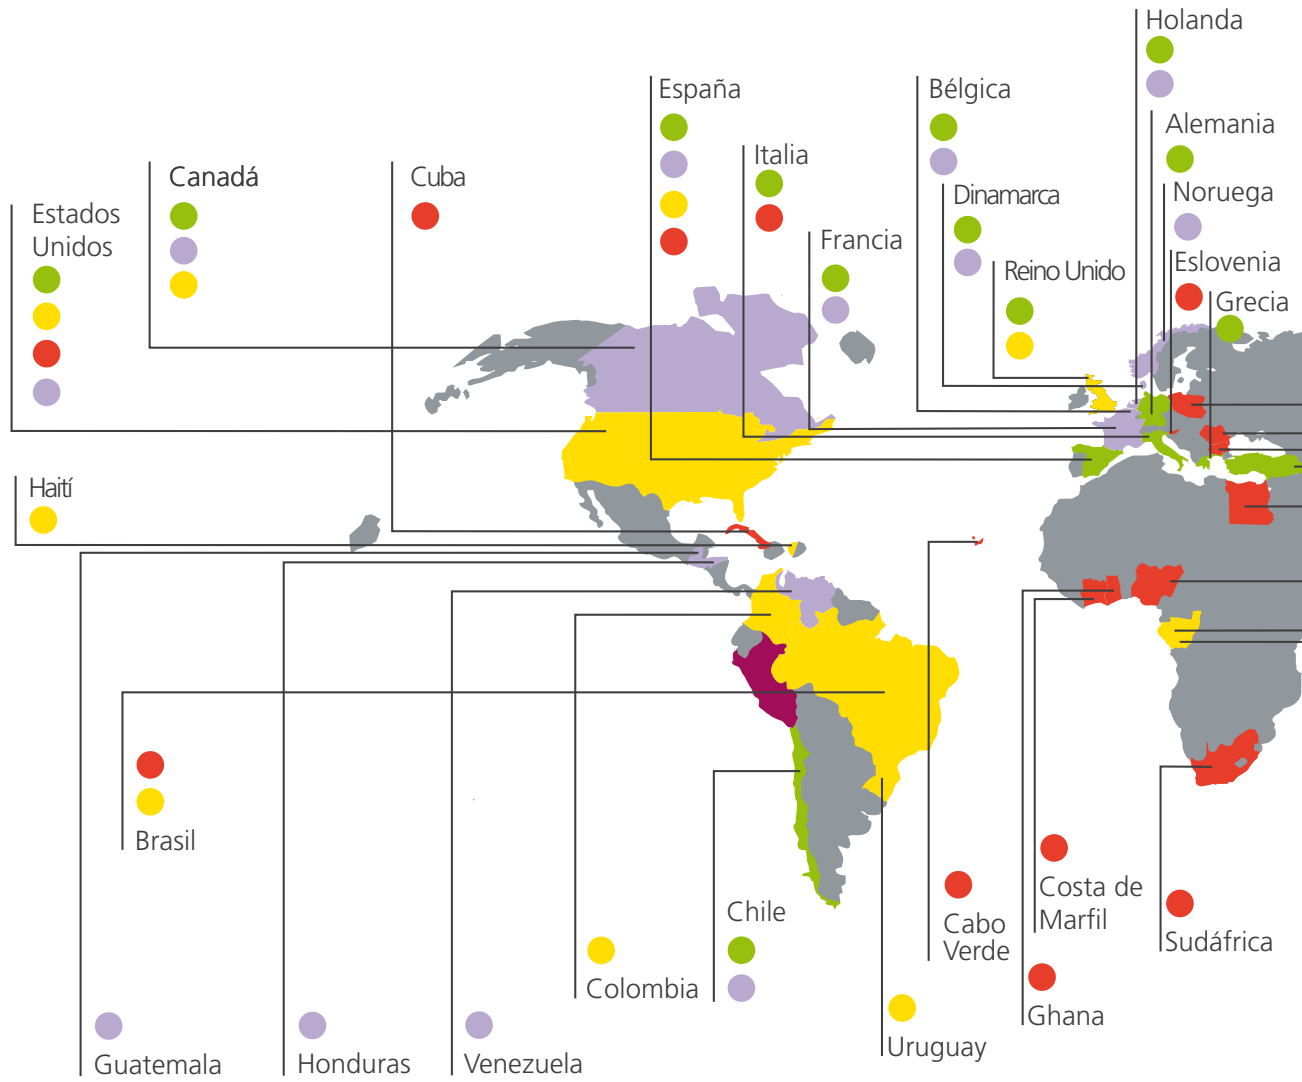 Holanda
España
Bélgica
Alemania
Italia
Canadá
Cuba
Noruega
Dinamarca
Estados
Unidos
Francia
Eslovenia
Reino Unido
Grecia
Haití
Brasil
Costa de
Marfil
Chile
Cabo
Verde
Sudáfrica
Colombia
Ghana
Uruguay
Guatemala
Honduras
Venezuela